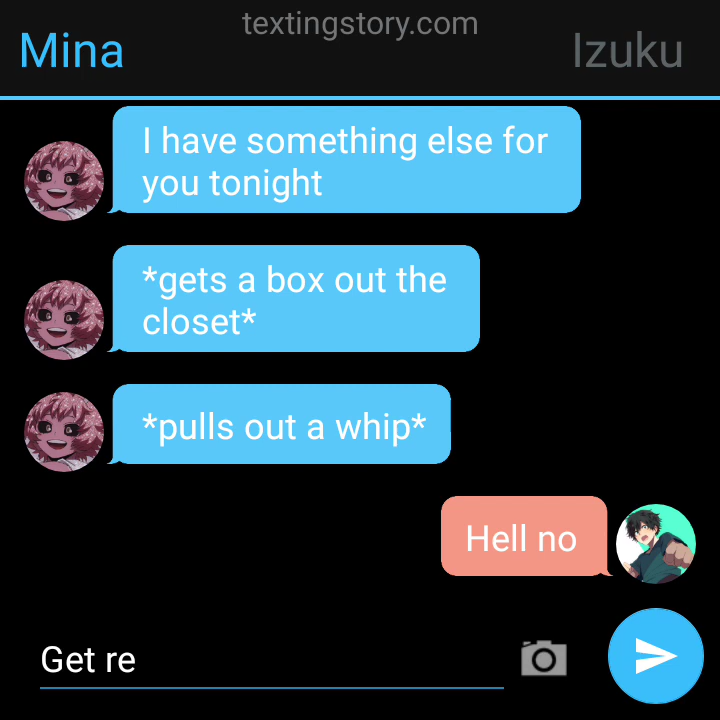 textingstory.com
Mina
Izuku
I have something else for
you tonight
*gets a box out the
closet*
*pulls out a whip*
Hell no
Get re